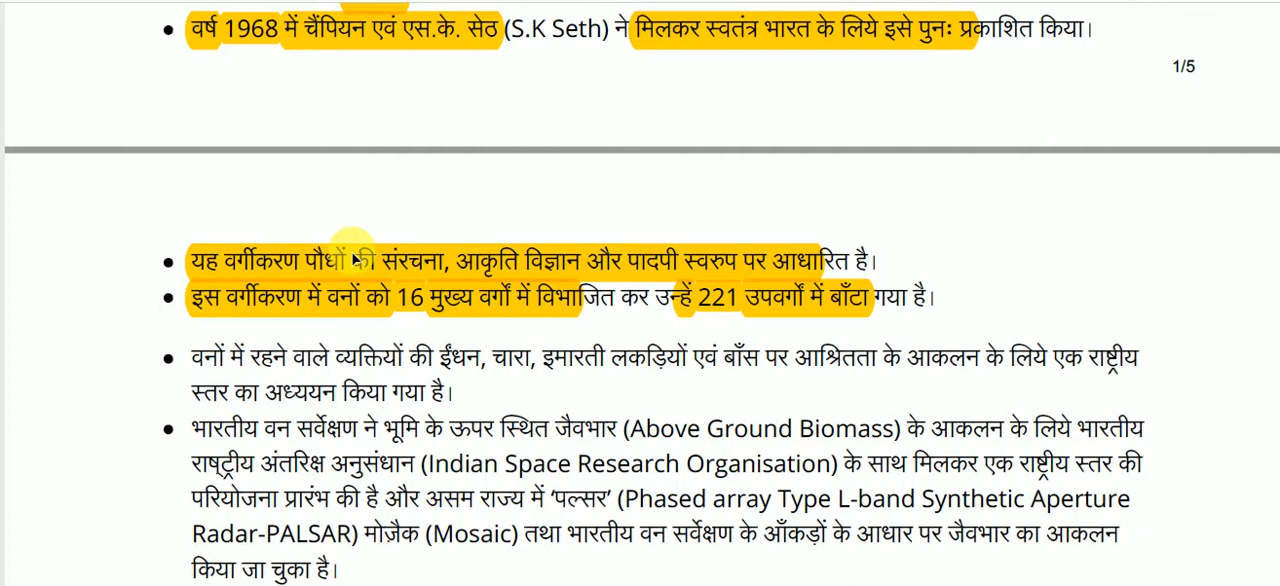 • वर्ष 1968 में चैंपियन एवं एस.के. सेठ (S.K Seth) ने मिलकर स्वतंत्र भारत के लिये इसे पुनः प्रकाशित किया।
1/5
• यह वर्गीकरण पौधों की संरचना, आकृति विज्ञान और पादपी स्वरुप पर आधारित है।
• इस वर्गीकरण में वनों को 16 मुख्य वर्गों में विभाजित कर उन्हें 221 उपवर्गों में बाँटा गया है।
• वनों में रहने वाले व्यक्तियों की ईंधन, चारा, इमारती लकड़ियों एवं बाँस पर आश्रितता के आकलन के लिये एक राष्ट्रीय
स्तर का अध्ययन किया गया है।
• भारतीय वन सर्वेक्षण ने भूमि के ऊपर स्थित जैवभार (Above Ground Biomass) के आकलन के लिये भारतीय
राष्ट्रीय अंतरिक्ष अनुसंधान (Indian Space Research Organisation) के साथ मिलकर एक राष्ट्रीय स्तर की
परियोजना प्रारंभ की है और असम राज्य में ‘पल्सर’ (Phased array Type L-band Synthetic Aperture
Radar-PALSAR) मोज़ैक (Mosaic) तथा भारतीय वन सर्वेक्षण के आँकड़ों के आधार पर जैवभार का आकलन
किया जा चुका है।